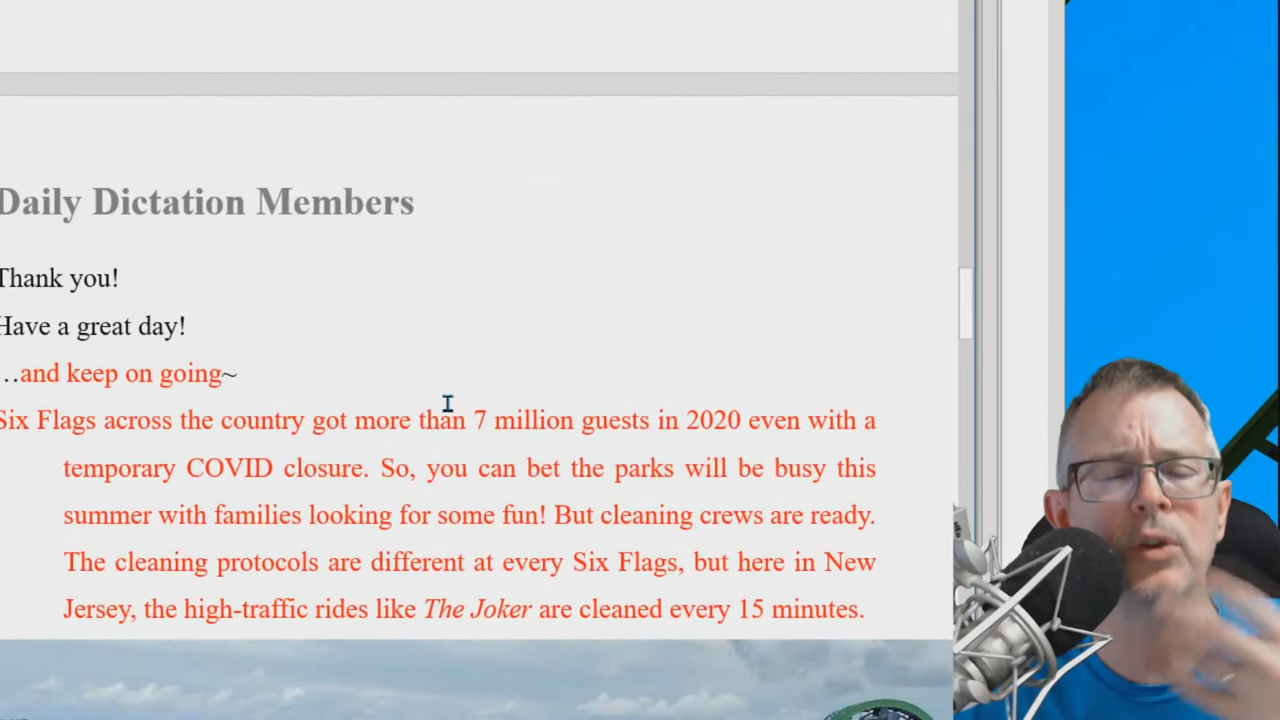 Daily Dictation Members
Thank you!
Have a great day!
…and keep on going~
Six Flags across the country got more than 7 million guests in 2020 even with a
temporary COVID closure. So, you can bet the parks will be busy this
summer with families looking for some fun! But cleaning crews are ready.
The cleaning protocols are different at every Six Flags, but here in New
Jersey, the high-traffic rides like The Joker are cleaned every 15 minutes.